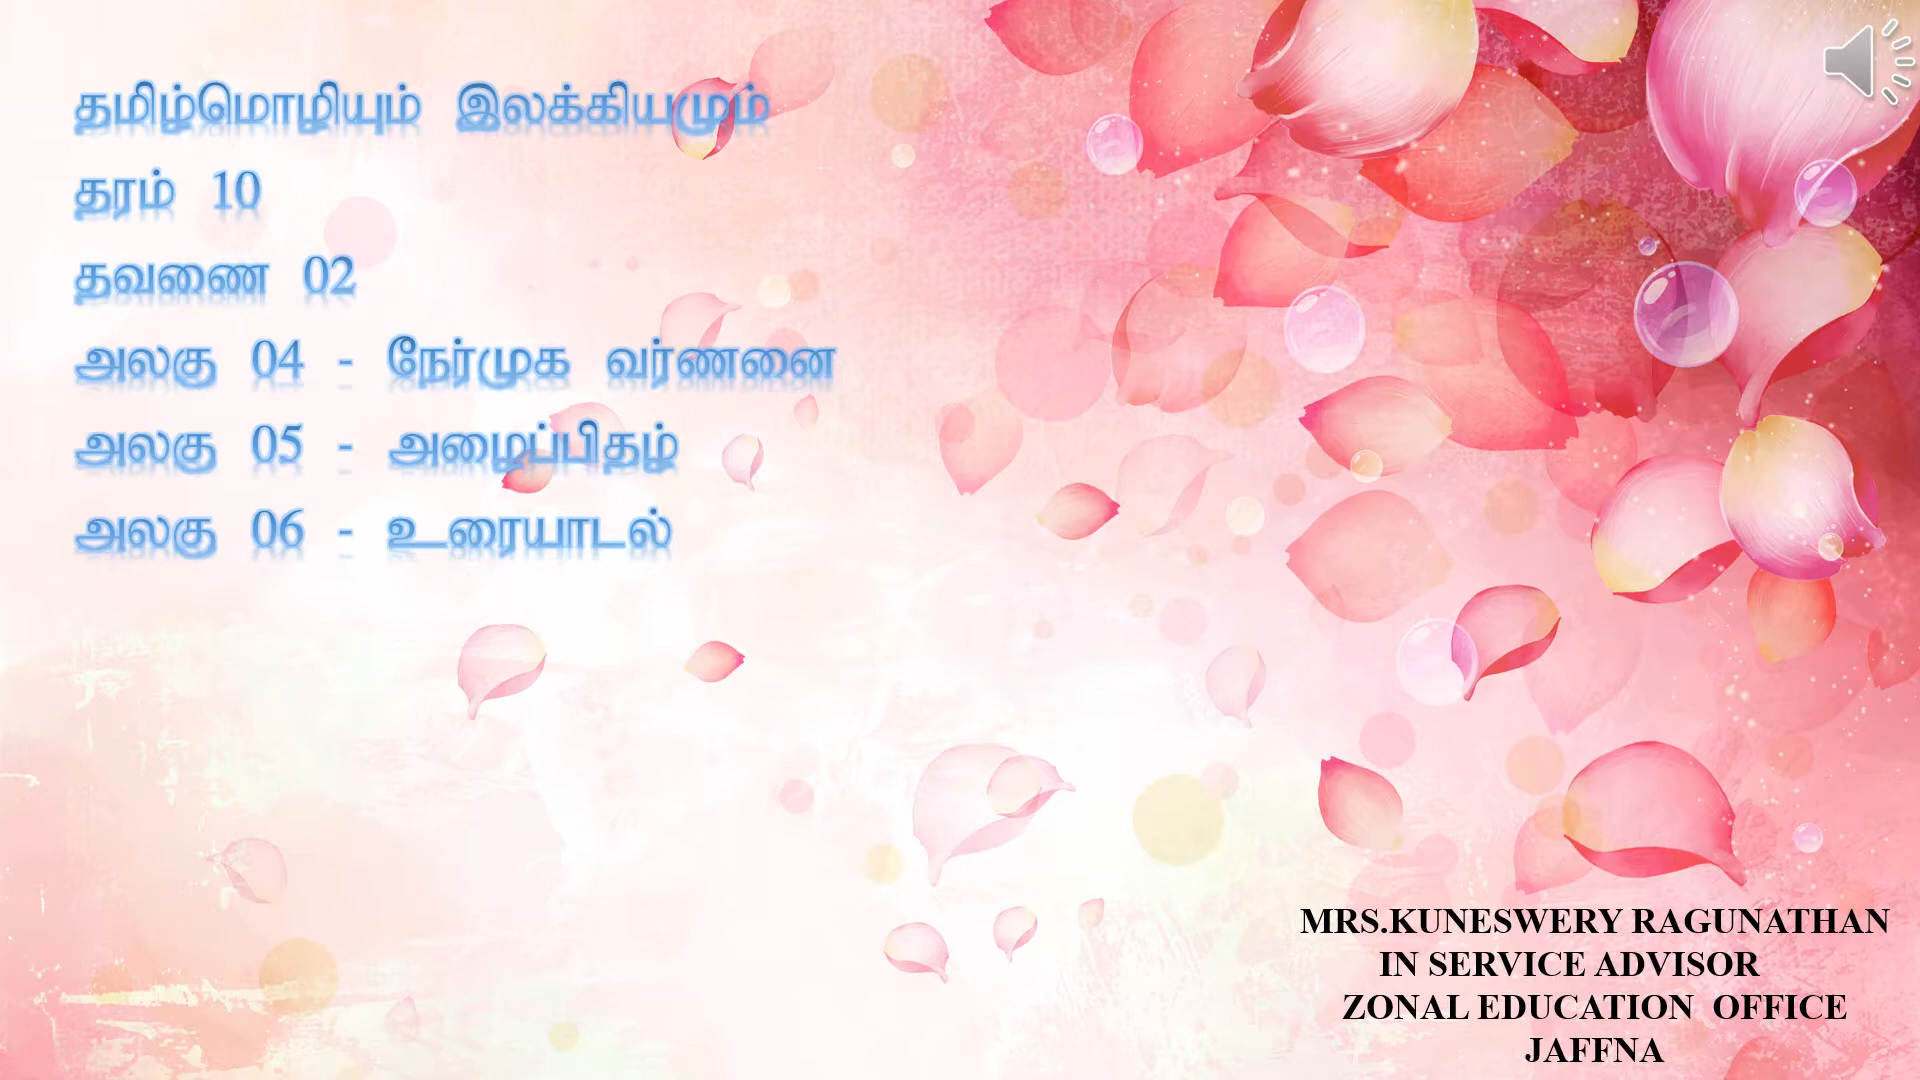 தமிழ்மொழியும் இலக்கியமும்
தரம் 10
தவணை 02
அலகு 04 - நேர்முக வர்ணனை
அலகு 05 - அழைப்பிதழ்
அலகு 06 - உரையாடல்
MRS.KUNESWERY RAGUNATHAN
IN SERVICE ADVISOR
ZONAL EDUCATION OFFICE
JAFFNA